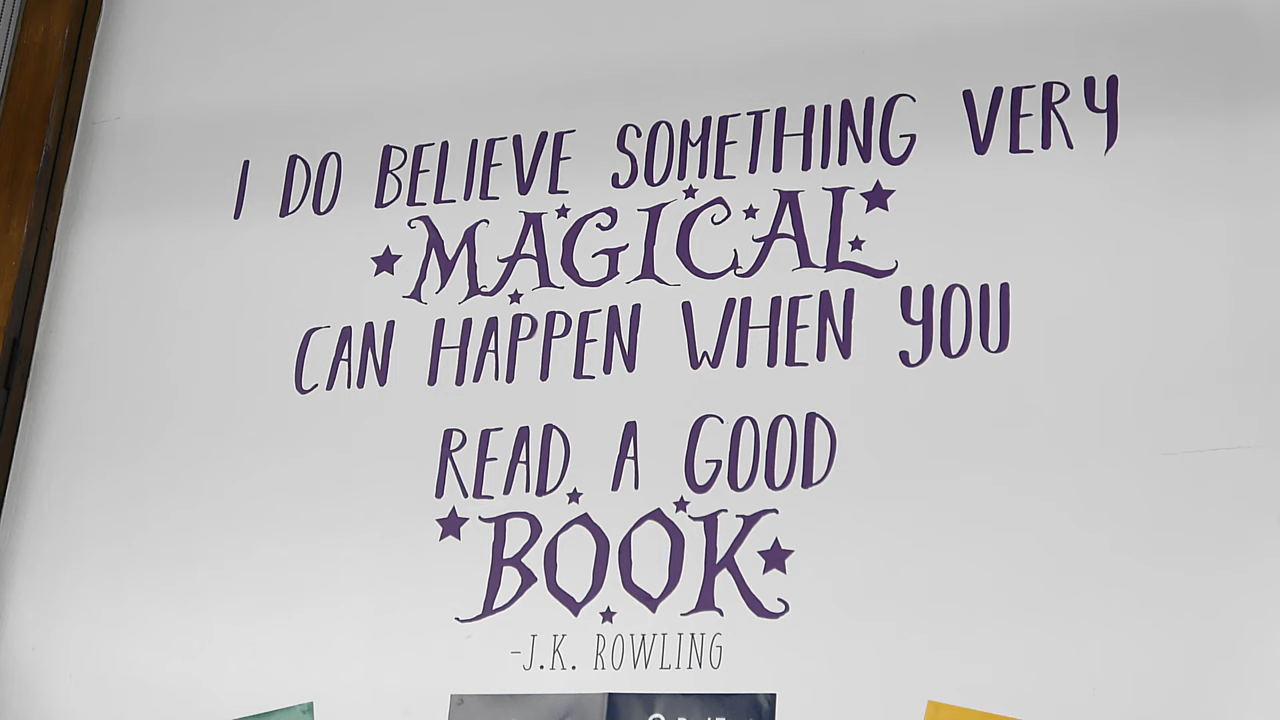 I DO BELIEVE SOMETHING VERY
MAGICAL
CAN HAPPEN WHEN YOU
READ A GOOD
BOOK
-J.K. ROWLING